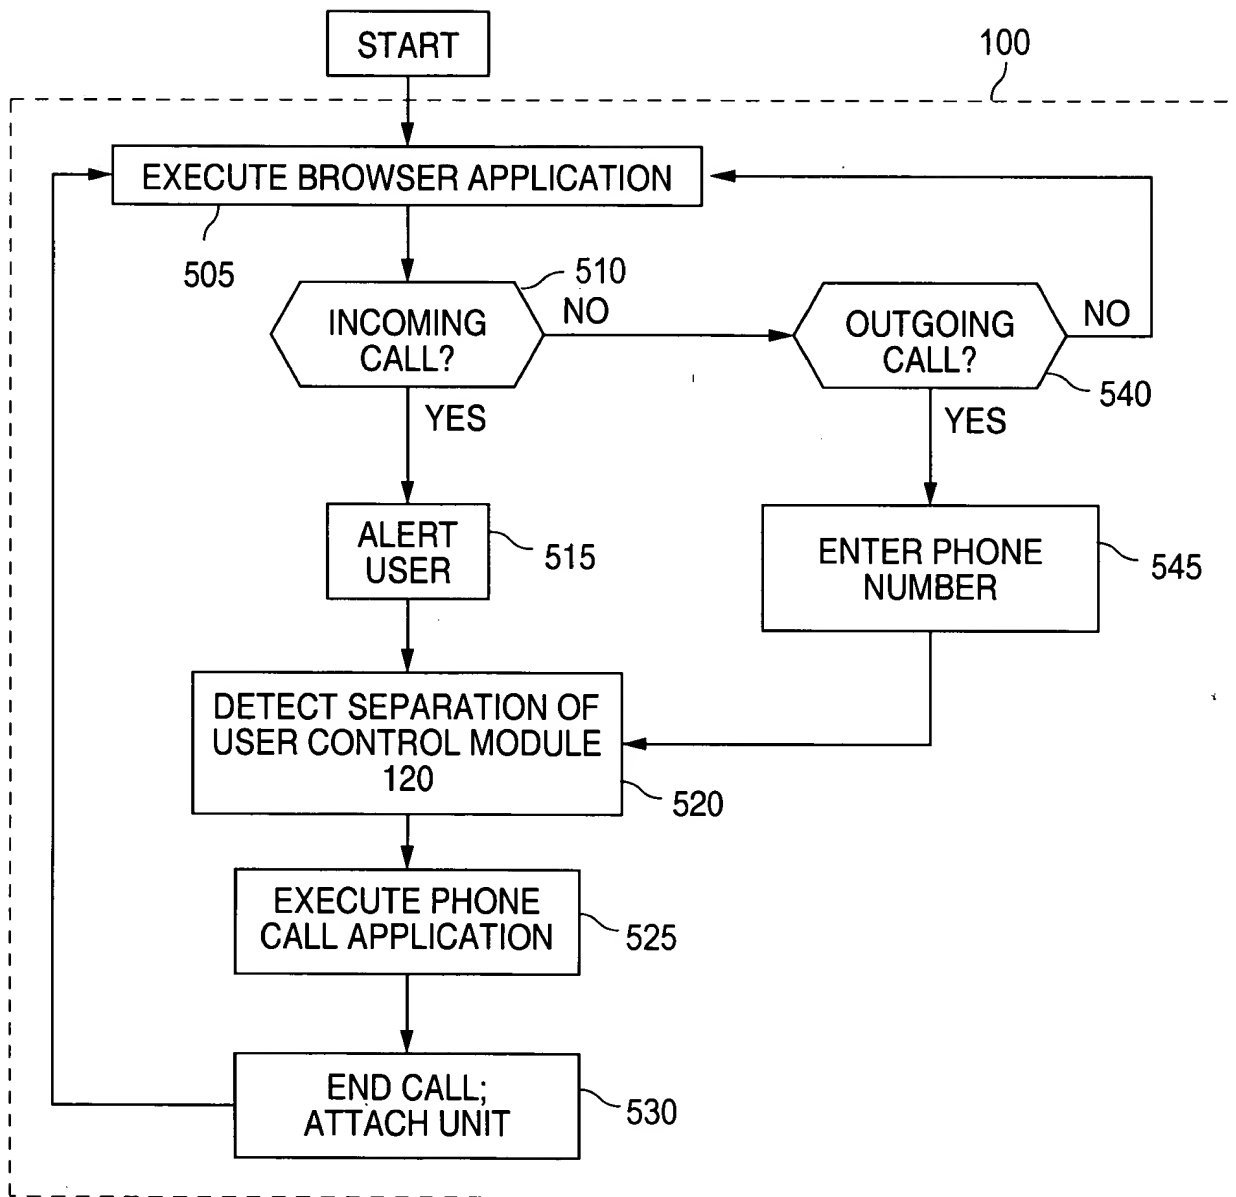 START
100
EXECUTE BROWSER APPLICATION
505
510
INCOMING
CALL?
NO
OUTGOING
CALL?
NO
540
YES
YES
ALERT
USER
515
ENTER PHONE
NUMBER
545
DETECT SEPARATION OF
USER CONTROL MODULE
120
520
EXECUTE PHONE
CALL APPLICATION
525
END CALL;
ATTACH UNIT
530